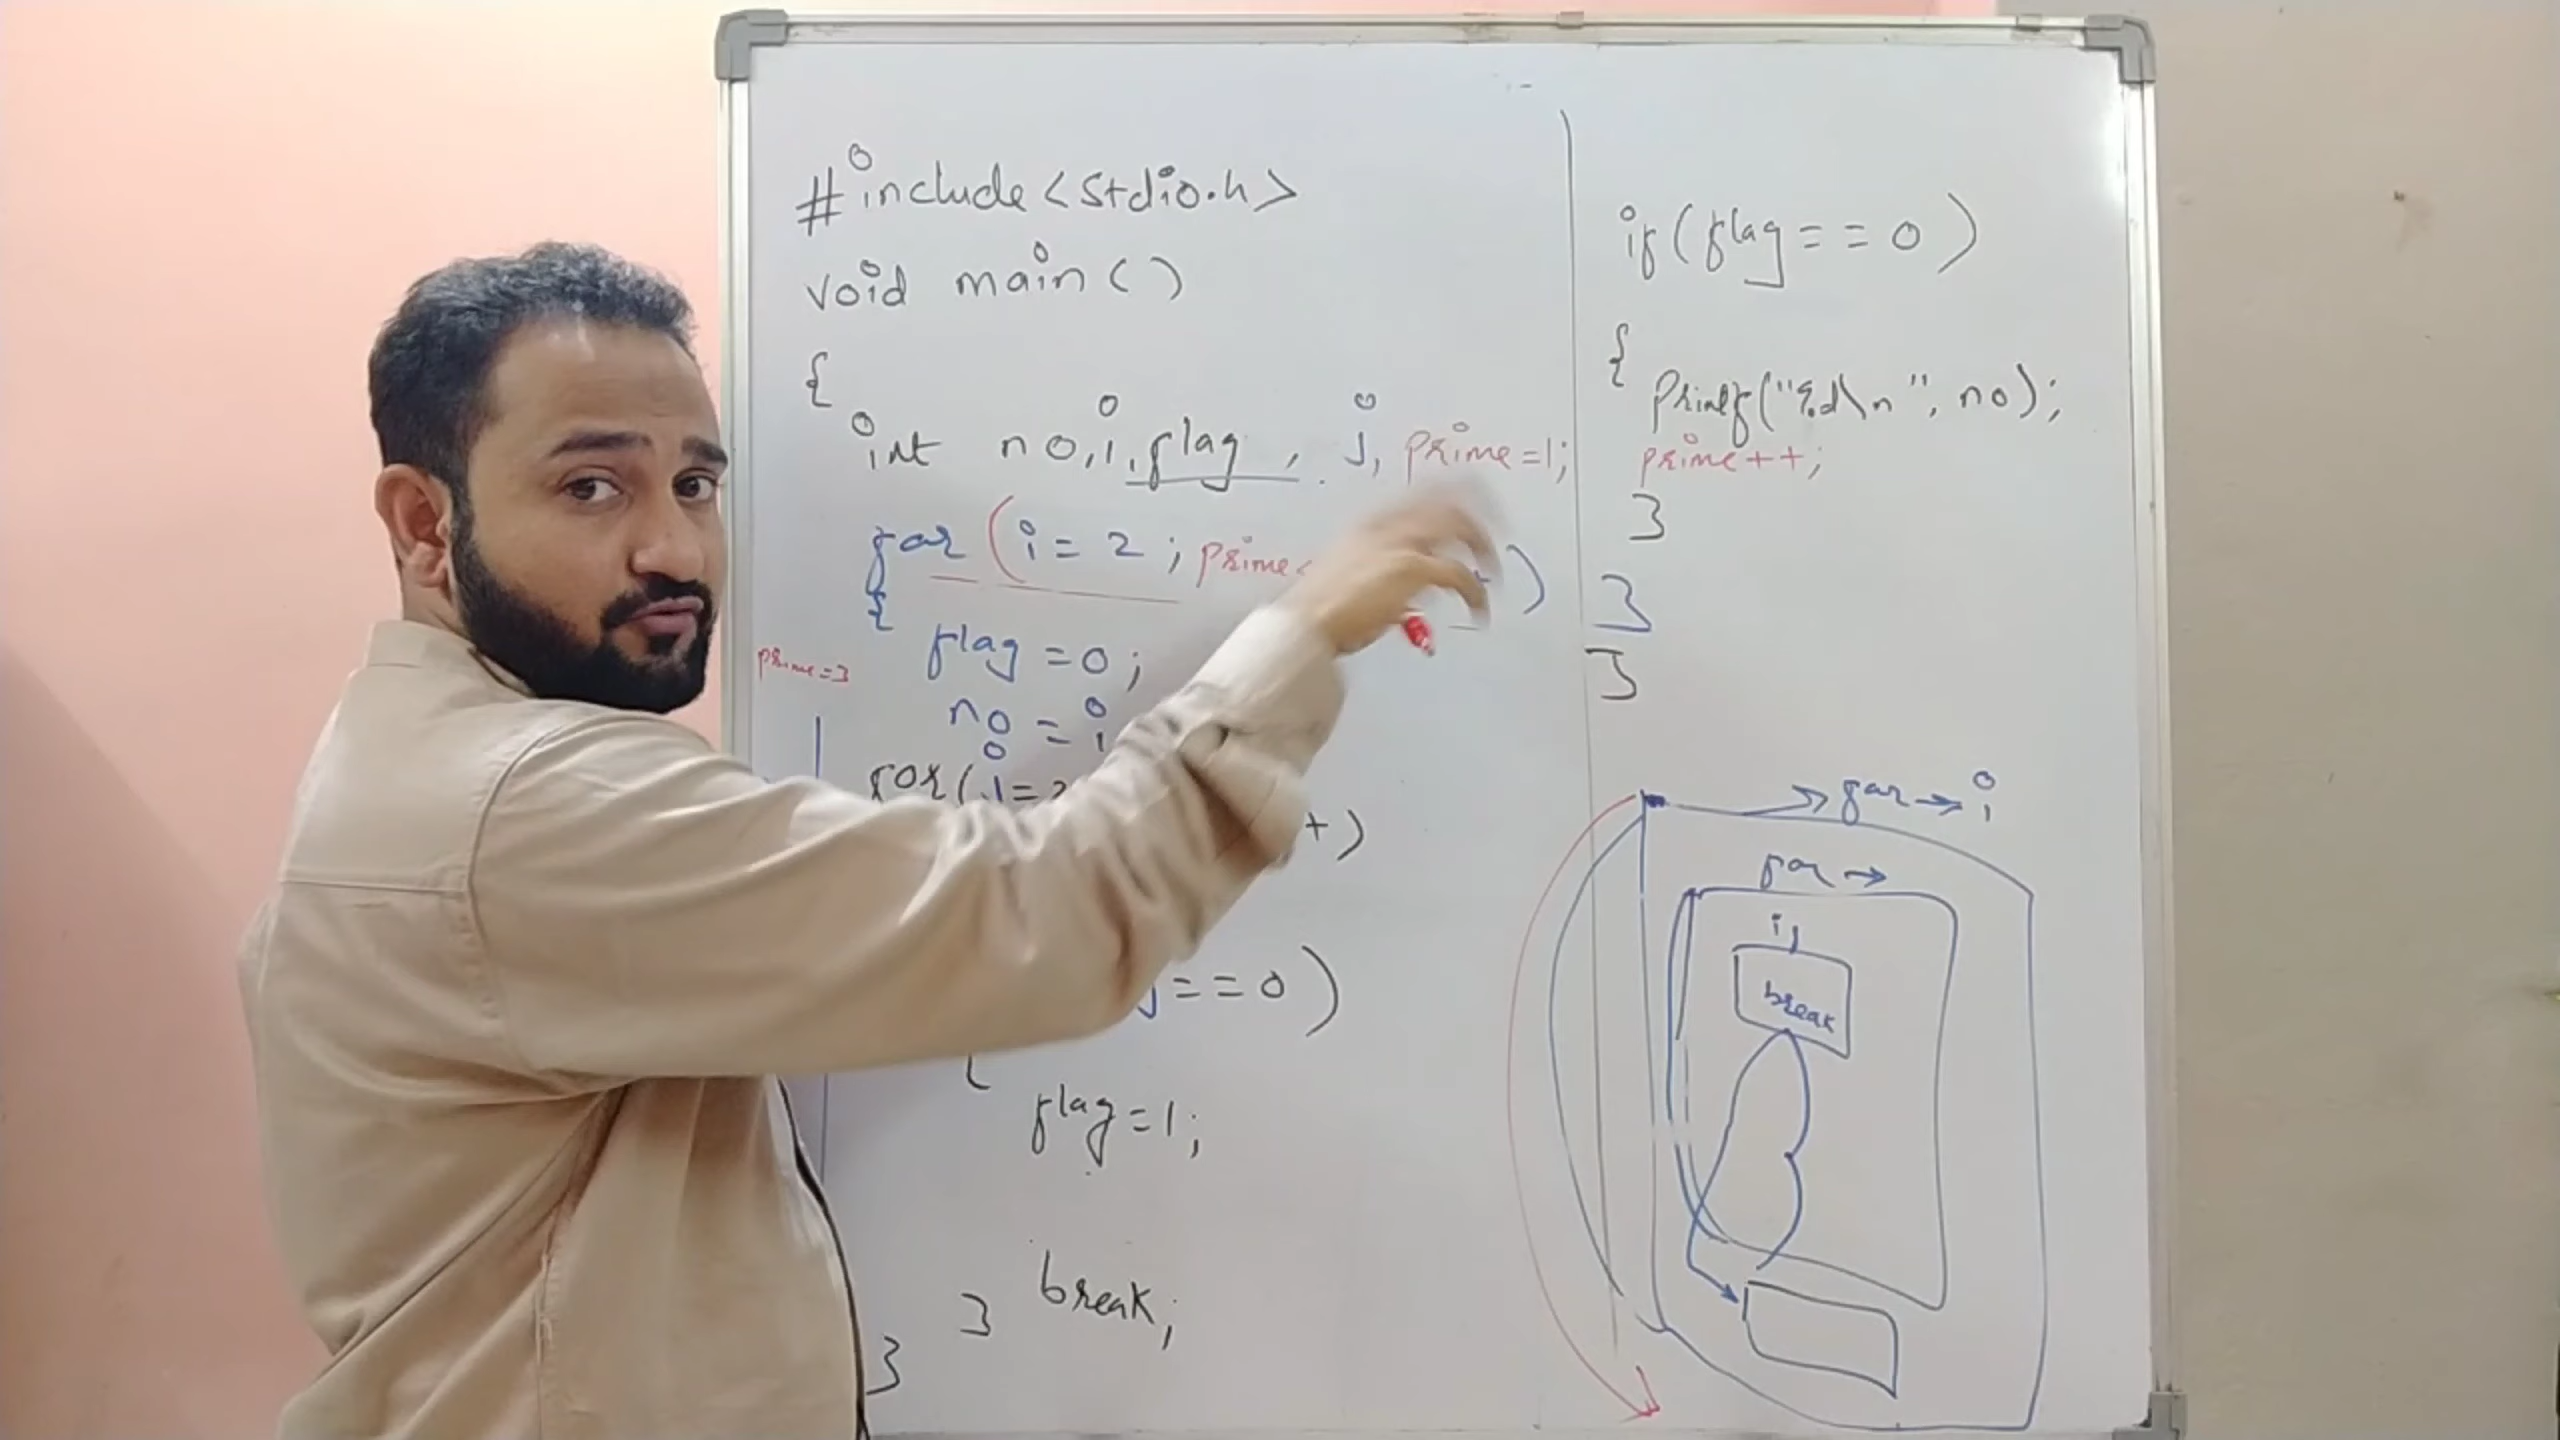 #include<stdio.h>
void main()
{
int no,i,flag, j, prime=1;
for (i=2; prime< )
{
flag =0;
prime=3
no = i
for(j=2
+)
j==0)
{
flag=1;
break;
}
}
if(flag==0)
{
Printf("%d\n", no);
prime++;
}
}
}
for→i
for→
if
break